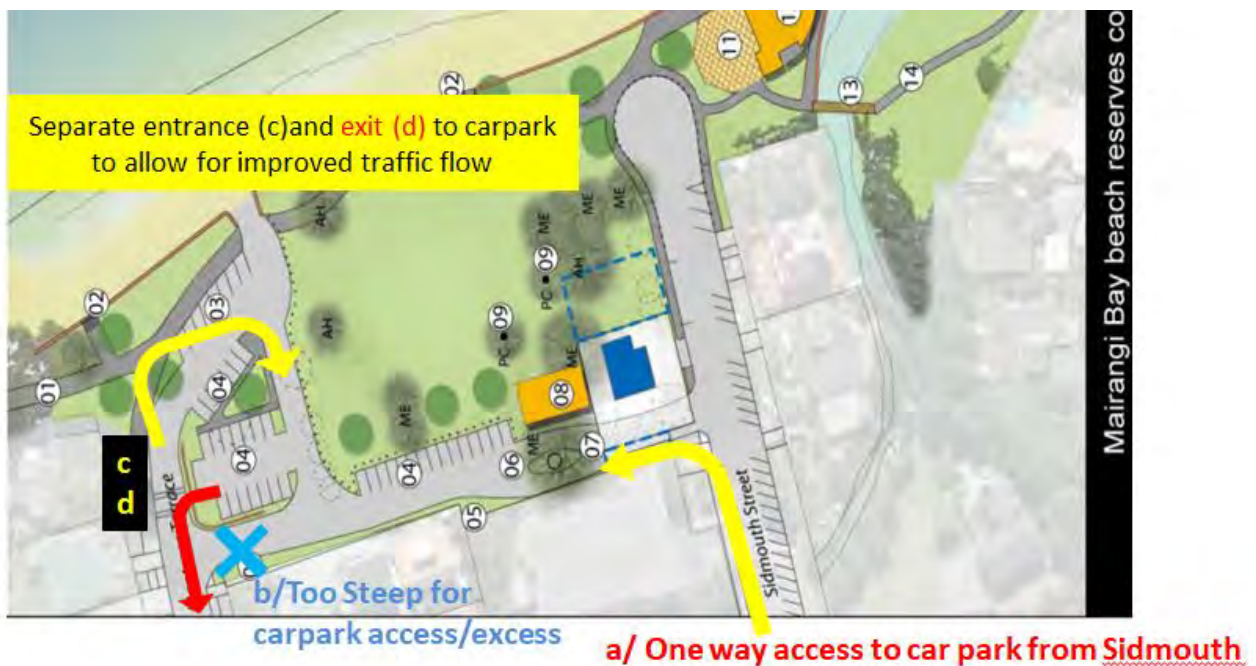 Separate entrance (c)and exit (d) to carpark
to allow for improved traffic flow
Mairangi Bay beach reserves co
02
11
13
14
ME
ME
ME
AH
09
PC
AH
02
03
AH
09
PC
ME
01
04
ME
08
04
c
d
04
ME
07
06
05
Sidmouth Street
b/Too Steep for
carpark access/excess
a/ One way access to car park from Sidmouth